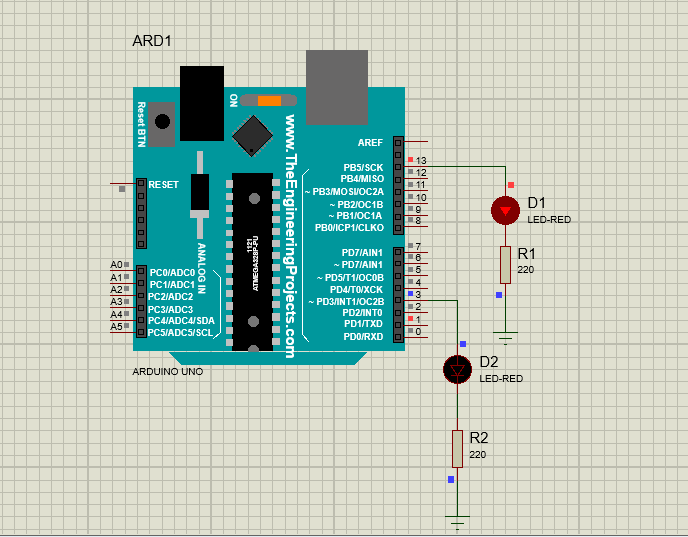 ARD1
ON
Reset BTN
www.TheEngineeringProjects.com
AREF
PB5/SCK
13
PB4/MISO
12
~ PB3/MOSI/OC2A
11
~ PB2/OC1B
10
~ PB1/OC1A
9
PB0/ICP1/CLKO
8
RESET
1121
ATMEGA328P-PU
ANALOG IN
PD7/AIN1
7
~ PD7/AIN1
6
~ PD5/T1/OC0B
5
PD4/T0/XCK
4
~ PD3/INT1/OC2B
3
PD2/INT0
2
PD1/TXD
1
PD0/RXD
0
A0
PC0/ADC0
A1
PC1/ADC1
A2
PC2/ADC2
A3
PC3/ADC3
A4
PC4/ADC4/SDA
A5
PC5/ADC5/SCL
ARDUINO UNO
D1
LED-RED
R1
220
D2
LED-RED
R2
220